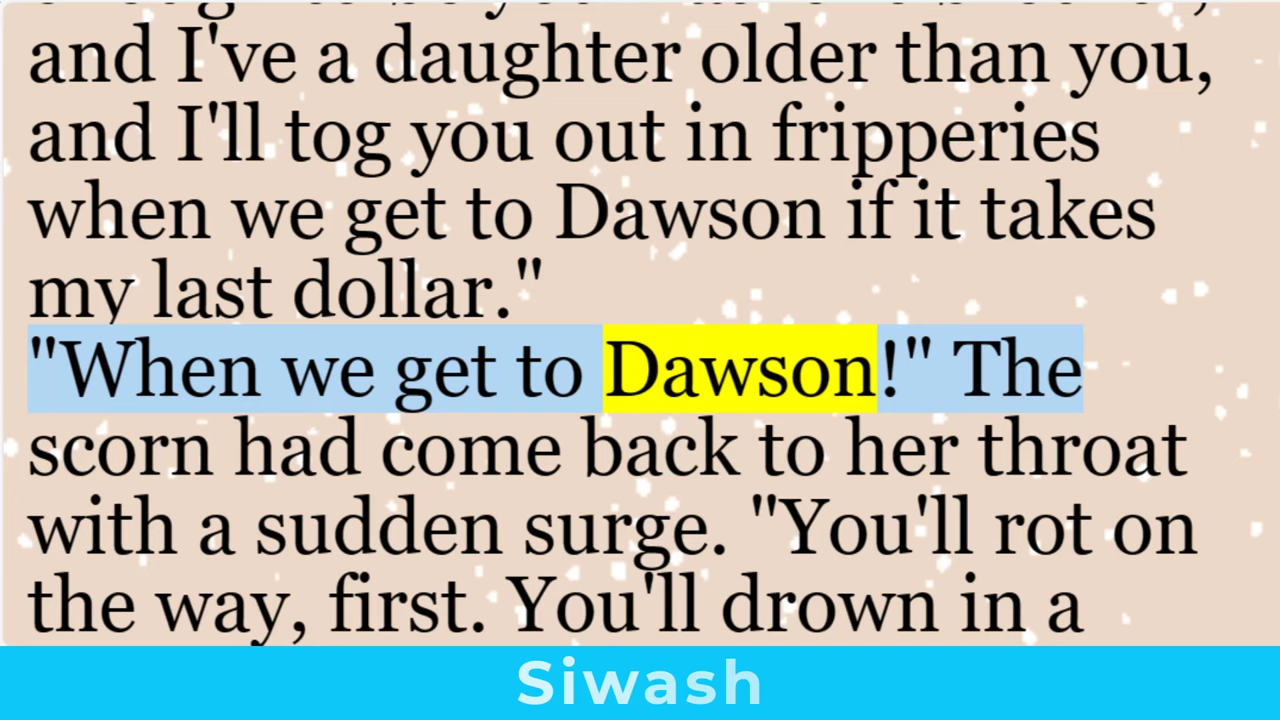 and I've a daughter older than you,
and I'll tog you out in fripperies
when we get to Dawson if it takes
my last dollar."
"When we get to Dawson!" The
scorn had come back to her throat
with a sudden surge. "You'll rot on
the way, first. You'll drown in a
Siwash